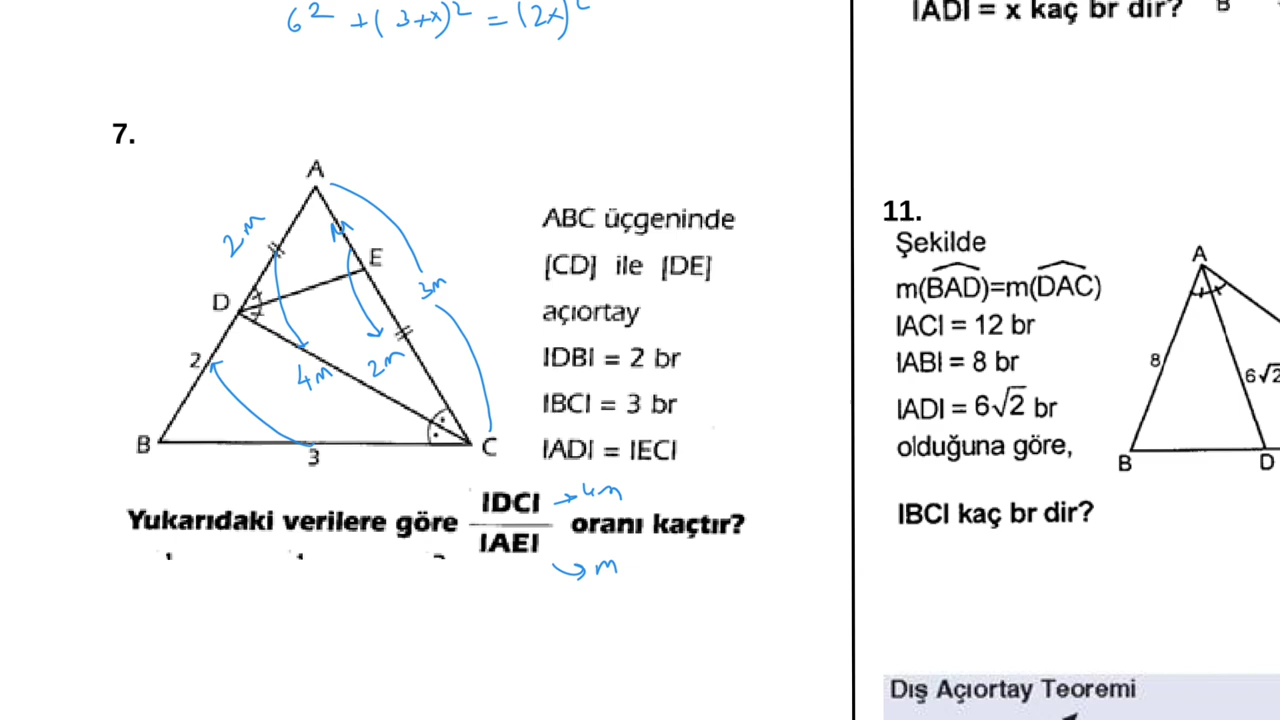 6² + (3+x)² = (2x)²
7.
A
2m
m
E
D
3m
2
4m
2m
B
C
3
ABC üçgeninde
[CD] ile [DE]
açıortay
IDBI = 2 br
IBCI = 3 br
IADI = IECI
Yukarıdaki verilere göre IDCI / IAEI oranı kaçtır?
→ 4m
→ m
IADI = x kaç br dir?
B
11.
Şekilde
m(BAD)=m(DAC)
IACI = 12 br
IABI = 8 br
IADI = 6√2 br
olduğuna göre,
IBCI kaç br dir?
A
8
6√2
B
D
Dış Açıortay Teoremi